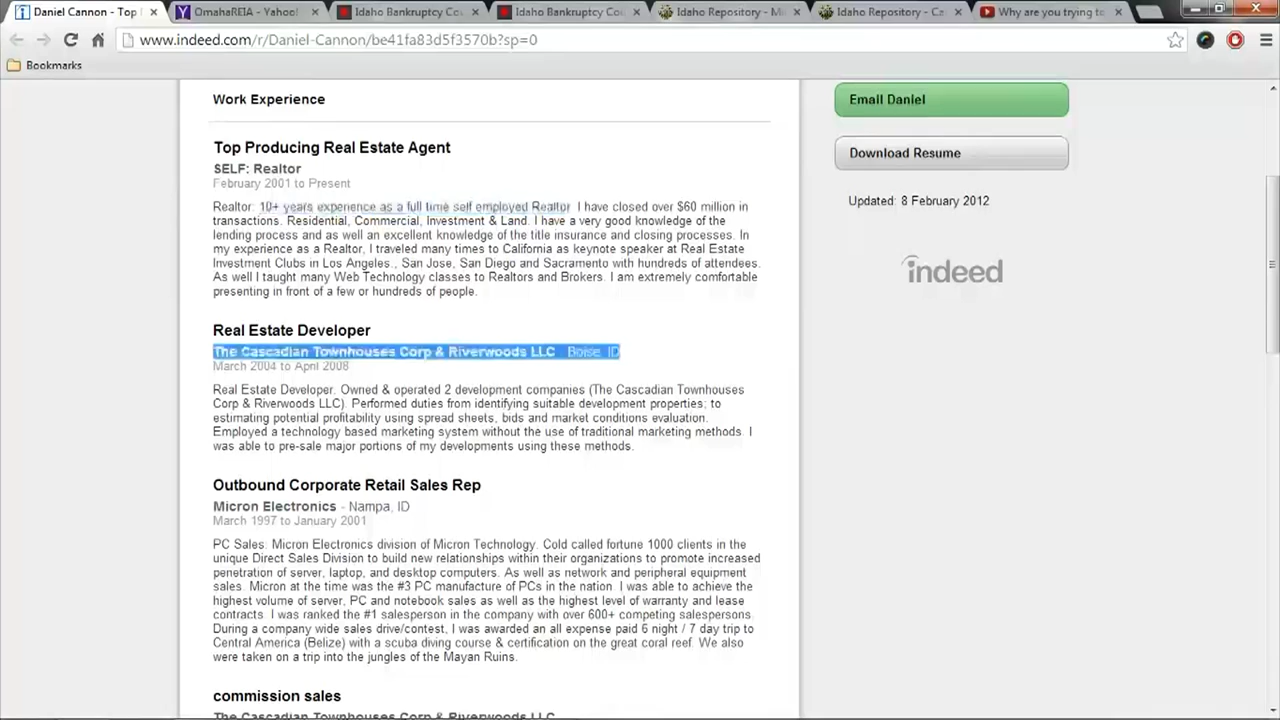 Daniel Cannon - Top
OmahaREIA - Yahoo!
Idaho Bankruptcy Co
Idaho Bankruptcy Co
Idaho Repository - M
Idaho Repository - Ca
Why are you trying to
www.indeed.com/r/Daniel-Cannon/be41fa83d5f3570b?sp=0
Bookmarks
Work Experience
Top Producing Real Estate Agent
SELF: Realtor
February 2001 to Present
Realtor: 10+ years experience as a full time self employed Realtor I have closed over $60 million in
transactions. Residential, Commercial, Investment & Land. I have a very good knowledge of the
lending process and as well an excellent knowledge of the title insurance and closing processes. In
my experience as a Realtor, I traveled many times to California as keynote speaker at Real Estate
Investment Clubs in Los Angeles., San Jose, San Diego and Sacramento with hundreds of attendees.
As well I taught many Web Technology classes to Realtors and Brokers. I am extremely comfortable
presenting in front of a few or hundreds of people.
Real Estate Developer
The Cascadian Townhouses Corp & Riverwoods LLC Boise, ID
March 2004 to April 2008
Real Estate Developer. Owned & operated 2 development companies (The Cascadian Townhouses
Corp & Riverwoods LLC). Performed duties from identifying suitable development properties; to
estimating potential profitability using spread sheets, bids and market conditions evaluation.
Employed a technology based marketing system without the use of traditional marketing methods. I
was able to pre-sale major portions of my developments using these methods.
Outbound Corporate Retail Sales Rep
Micron Electronics - Nampa, ID
March 1997 to January 2001
PC Sales. Micron Electronics division of Micron Technology. Cold called fortune 1000 clients in the
unique Direct Sales Division to build new relationships within their organizations to promote increased
penetration of server, laptop, and desktop computers. As well as network and peripheral equipment
sales. Micron at the time was the #3 PC manufacture of PCs in the nation. I was able to achieve the
highest volume of server, PC and notebook sales as well as the highest level of warranty and lease
contracts. I was ranked the #1 salesperson in the company with over 600+ competing salespersons.
During a company wide sales drive/contest, I was awarded an all expense paid 6 night / 7 day trip to
Central America (Belize) with a scuba diving course & certification on the great coral reef. We also
were taken on a trip into the jungles of the Mayan Ruins.
commission sales
The Cascadian Townhouses Corp & Riverwoods LLC
Email Daniel
Download Resume
Updated: 8 February 2012
indeed